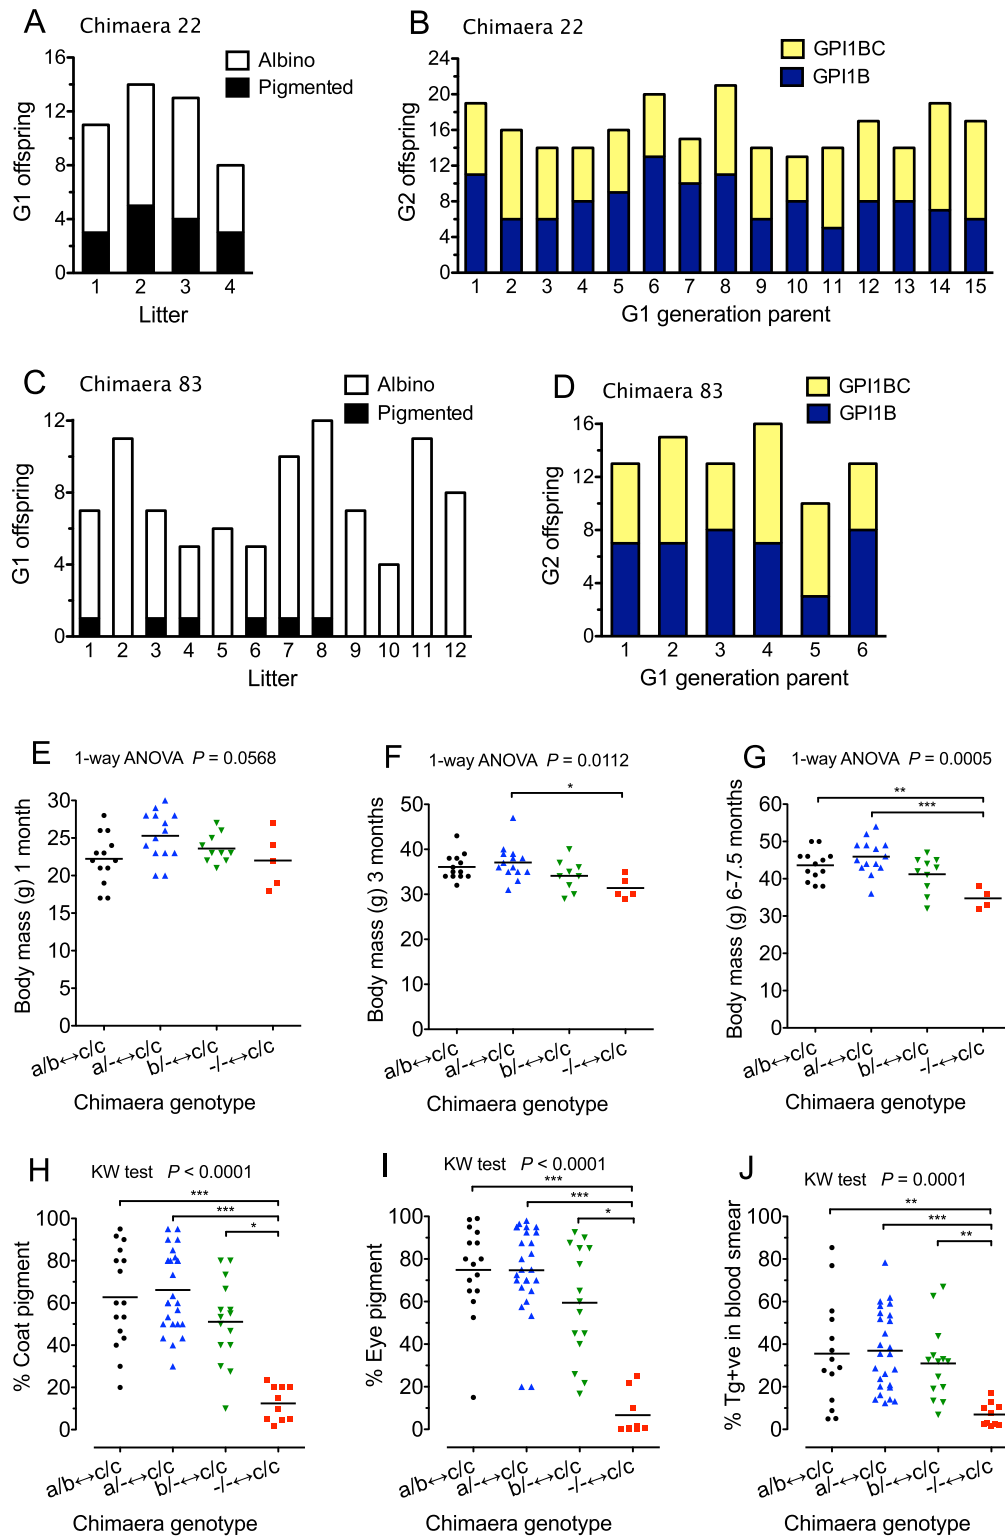 A Chimaera 22
Albino
Pigmented
G1 offspring
16
12
8
4
0
1 2 3 4
Litter
B Chimaera 22
GPI1BC
GPI1B
G2 offspring
24
20
16
12
8
4
0
1 2 3 4 5 6 7 8 9 10 11 12 13 14 15
G1 generation parent
C Chimaera 83
Albino
Pigmented
G1 offspring
12
8
4
0
1 2 3 4 5 6 7 8 9 10 11 12
Litter
D Chimaera 83
GPI1BC
GPI1B
G2 offspring
16
12
8
4
0
1 2 3 4 5 6
G1 generation parent
E 1-way ANOVA P = 0.0568
Body mass (g) 1 month
30
25
20
15
10
5
0
a/b↔c/c a/-↔c/c b/-↔c/c -/-↔c/c
Chimaera genotype
F 1-way ANOVA P = 0.0112
*
Body mass (g) 3 months
50
40
30
20
10
0
a/b↔c/c a/-↔c/c b/-↔c/c -/-↔c/c
Chimaera genotype
G 1-way ANOVA P = 0.0005
**
***
Body mass (g) 6-7.5 months
60
50
40
30
20
10
0
a/b↔c/c a/-↔c/c b/-↔c/c -/-↔c/c
Chimaera genotype
H KW test P < 0.0001
***
***
*
% Coat pigment
100
80
60
40
20
0
a/b↔c/c a/-↔c/c b/-↔c/c -/-↔c/c
Chimaera genotype
I KW test P < 0.0001
***
***
*
% Eye pigment
100
80
60
40
20
0
a/b↔c/c a/-↔c/c b/-↔c/c -/-↔c/c
Chimaera genotype
J KW test P = 0.0001
**
***
**
% Tg+ve in blood smear
100
80
60
40
20
0
a/b↔c/c a/-↔c/c b/-↔c/c -/-↔c/c
Chimaera genotype